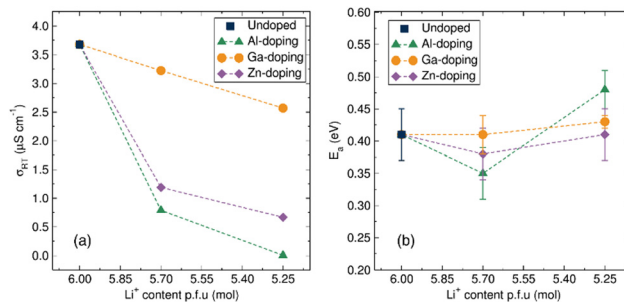 4.0
3.5
3.0
2.5
2.0
1.5
1.0
0.5
0.0
σRT (µS cm⁻¹)
Undoped
Al-doping
Ga-doping
Zn-doping
(a)
6.00 5.85 5.70 5.55 5.40 5.25
Li⁺ content p.f.u (mol)
0.60
0.55
0.50
0.45
0.40
0.35
0.30
0.25
0.20
Ea (eV)
Undoped
Al-doping
Ga-doping
Zn-doping
(b)
6.00 5.85 5.70 5.55 5.40 5.25
Li⁺ content p.f.u (mol)